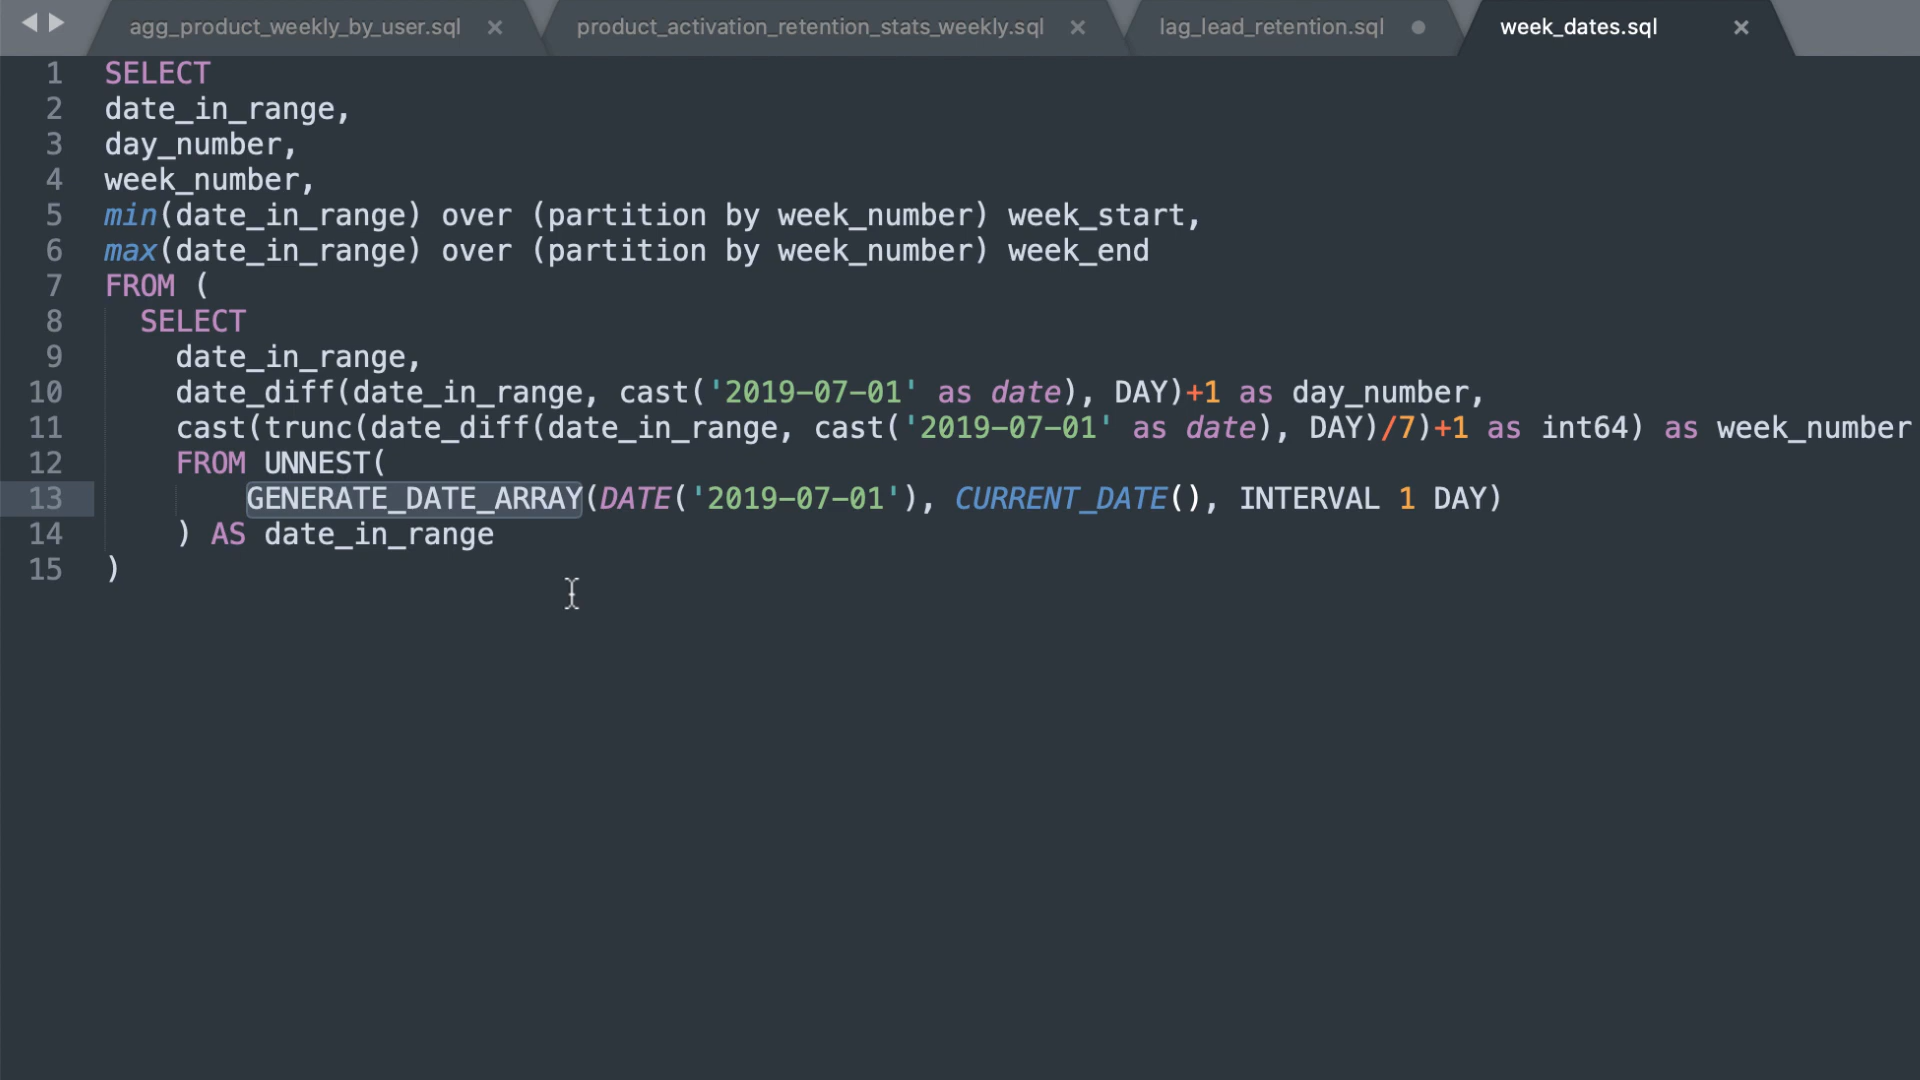 agg_product_weekly_by_user.sql × product_activation_retention_stats_weekly.sql × lag_lead_retention.sql week_dates.sql ×
1 SELECT
2 date_in_range,
3 day_number,
4 week_number,
5 min(date_in_range) over (partition by week_number) week_start,
6 max(date_in_range) over (partition by week_number) week_end
7 FROM (
8 SELECT
9 date_in_range,
10 date_diff(date_in_range, cast('2019-07-01' as date), DAY)+1 as day_number,
11 cast(trunc(date_diff(date_in_range, cast('2019-07-01' as date), DAY)/7)+1 as int64) as week_number
12 FROM UNNEST(
13 GENERATE_DATE_ARRAY(DATE('2019-07-01'), CURRENT_DATE(), INTERVAL 1 DAY)
14 ) AS date_in_range
15 )